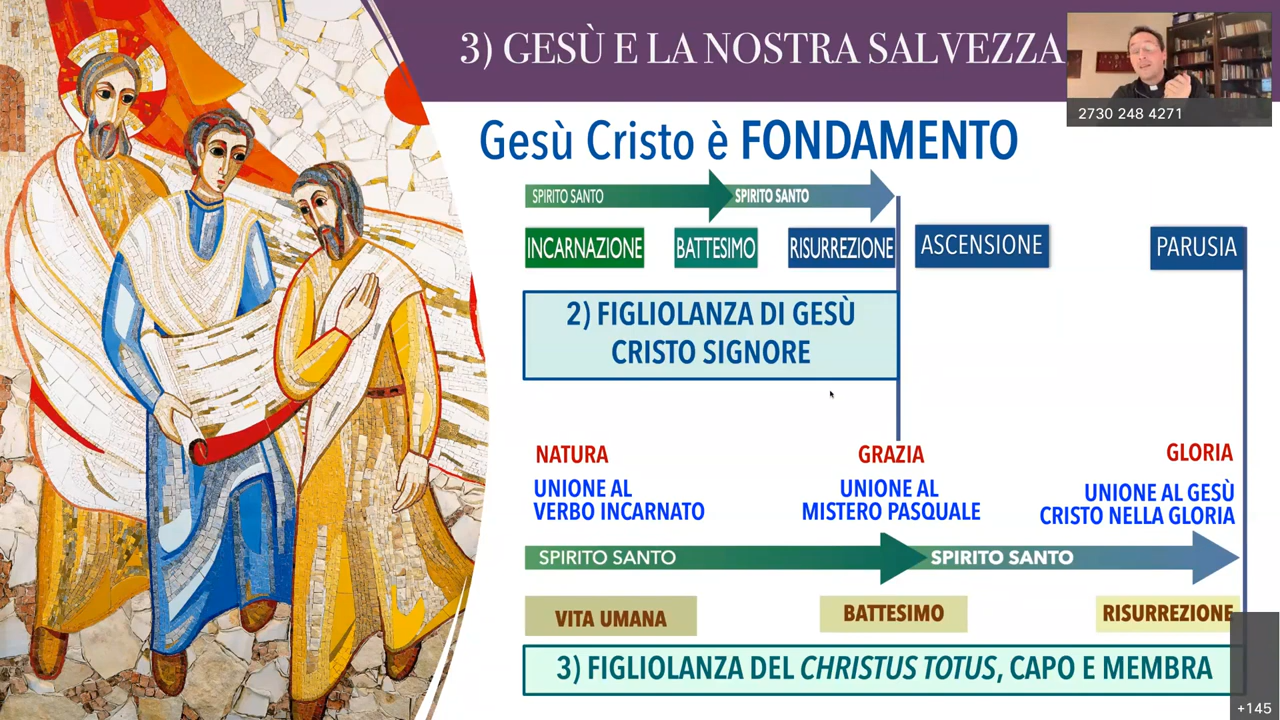 3) GESÙ E LA NOSTRA SALVEZZA
2730 248 4271
Gesù Cristo è FONDAMENTO
SPIRITO SANTO SPIRITO SANTO
INCARNAZIONE BATTESIMO RISURREZIONE ASCENSIONE PARUSIA
2) FIGLIOLANZA DI GESÙ
CRISTO SIGNORE
NATURA GRAZIA GLORIA
UNIONE AL
VERBO INCARNATO
UNIONE AL
MISTERO PASQUALE
UNIONE AL GESÙ
CRISTO NELLA GLORIA
SPIRITO SANTO SPIRITO SANTO
VITA UMANA BATTESIMO RISURREZIONE
3) FIGLIOLANZA DEL CHRISTUS TOTUS, CAPO E MEMBRA
+145